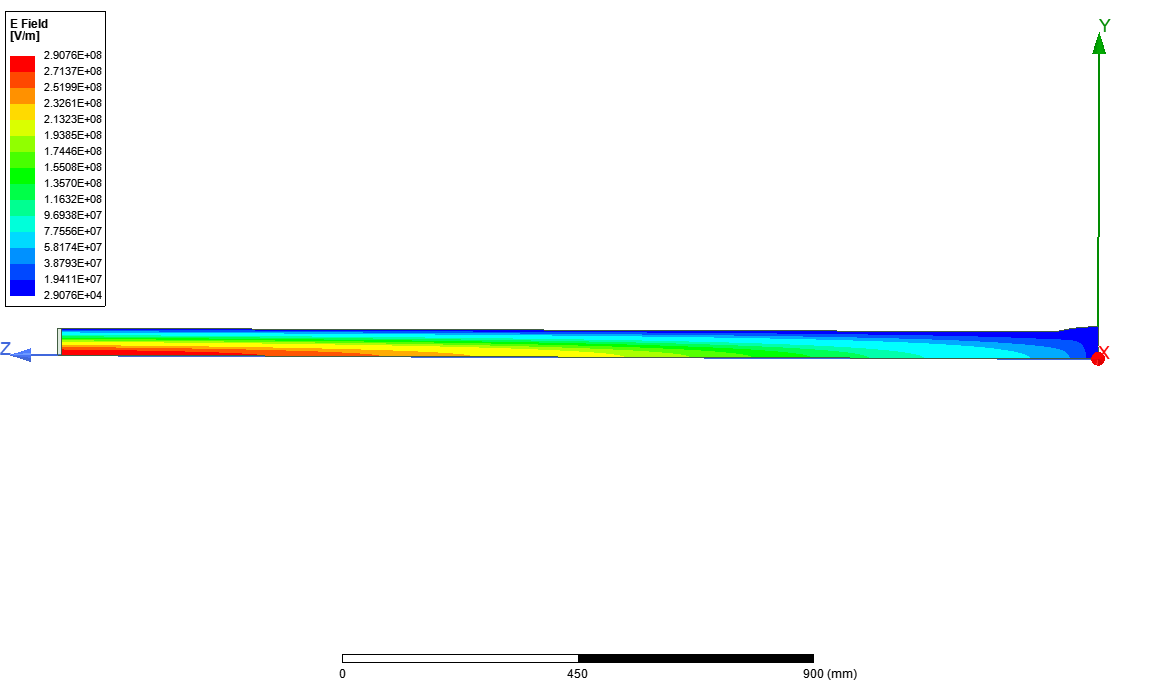 E Field
[V/m]
2.9076E+08
2.7137E+08
2.5199E+08
2.3261E+08
2.1323E+08
1.9385E+08
1.7446E+08
1.5508E+08
1.3570E+08
1.1632E+08
9.6938E+07
7.7556E+07
5.8174E+07
3.8793E+07
1.9411E+07
2.9076E+04
Y
Z
X
0 450 900 (mm)